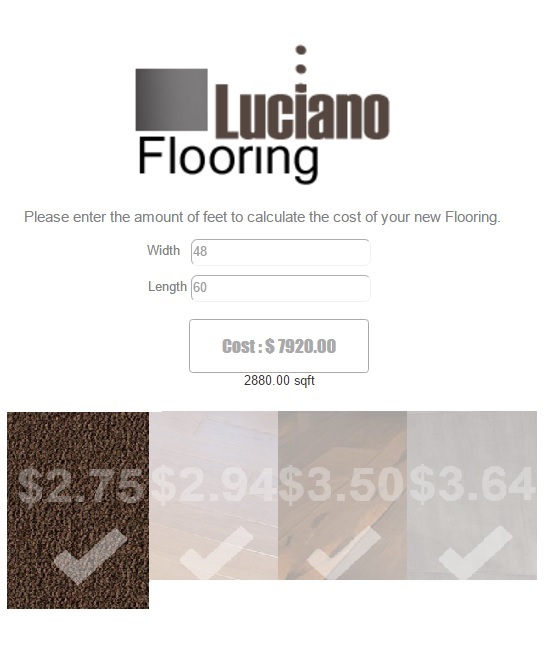 Luciano
Flooring
Please enter the amount of feet to calculate the cost of your new Flooring.
Width 48
Length 60
Cost : $ 7920.00
2880.00 sqft
$2.75 $2.94 $3.50 $3.64